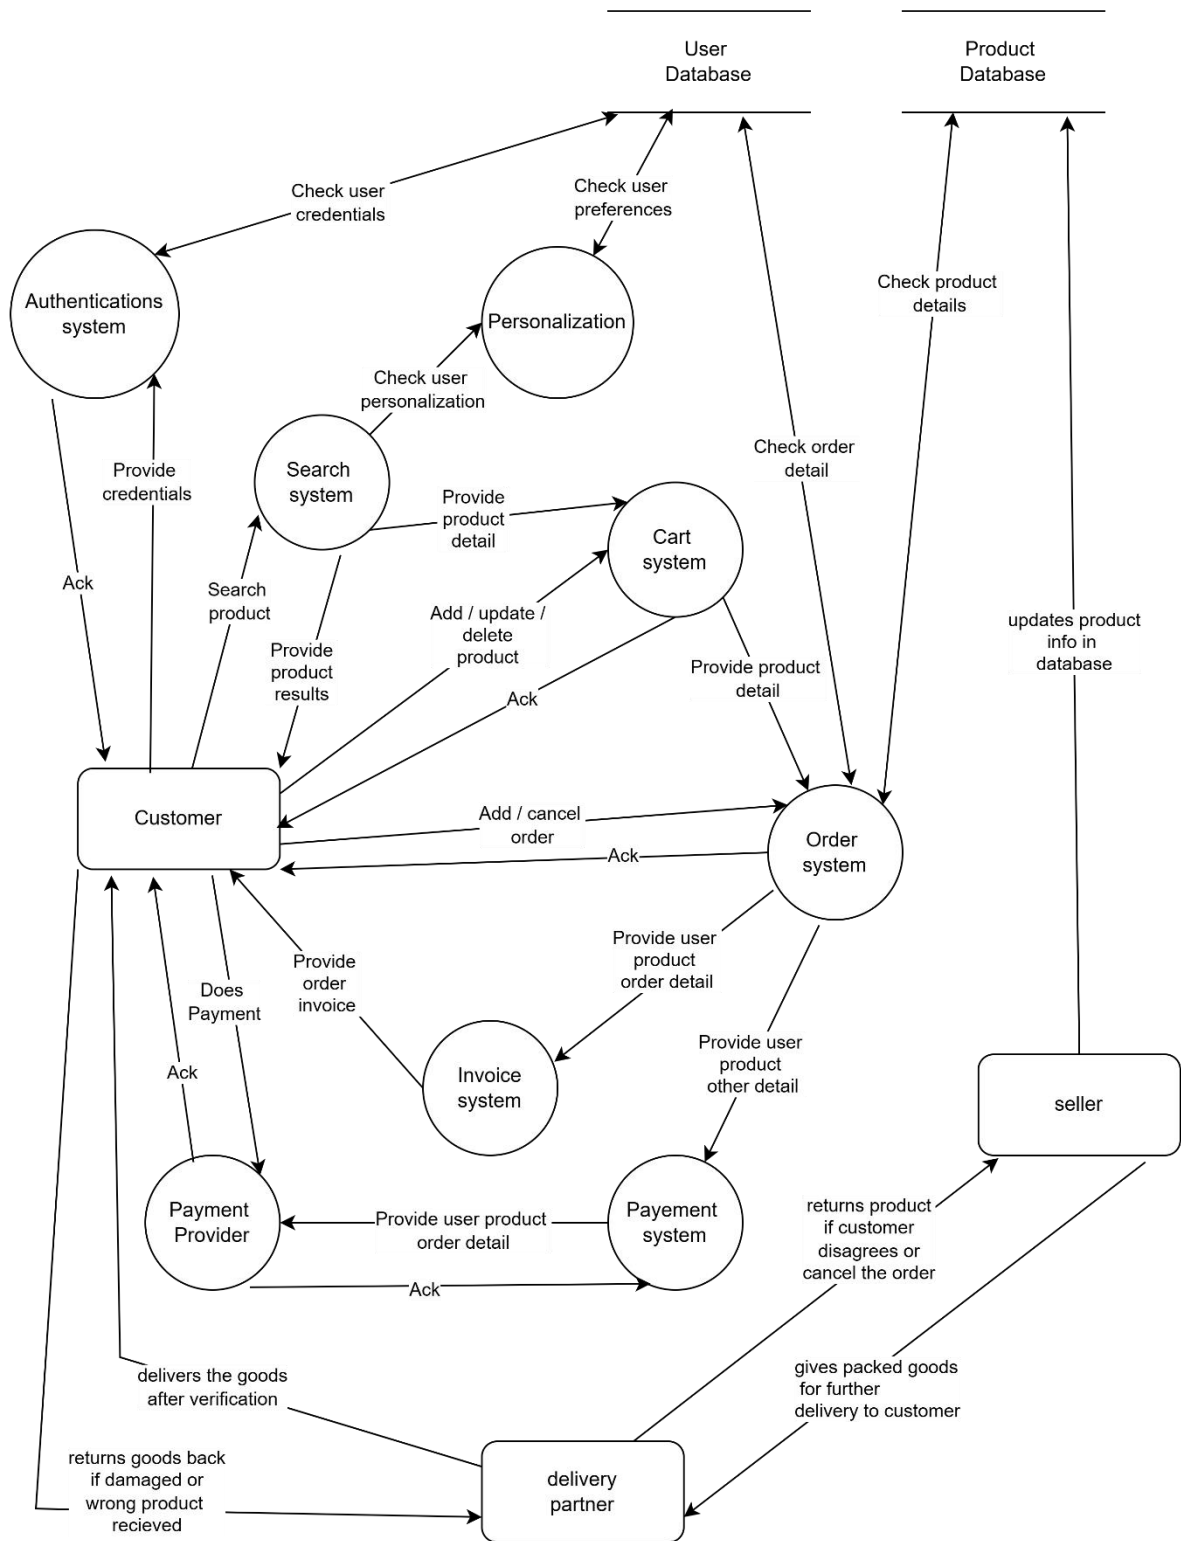 User
Database
Product
Database
Check user
credentials
Check user
preferences
Check product
details
Authentications
system
Personalization
Check user
personalization
Check order
detail
Search
system
Provide
credentials
Provide
product
detail
Cart
system
Ack
Search
product
Add / update /
delete
product
updates product
info in
database
Provide
product
results
Provide product
detail
Ack
Customer
Add / cancel
order
Order
system
Ack
Provide user
product
order detail
Provide
order
invoice
Does
Payment
Provide user
product
other detail
Ack
Invoice
system
seller
Payment
Provider
Provide user product
order detail
Payement
system
returns product
if customer
disagrees or
cancel the order
Ack
delivers the goods
after verification
gives packed goods
for further
delivery to customer
returns goods back
if damaged or
wrong product
recieved
delivery
partner